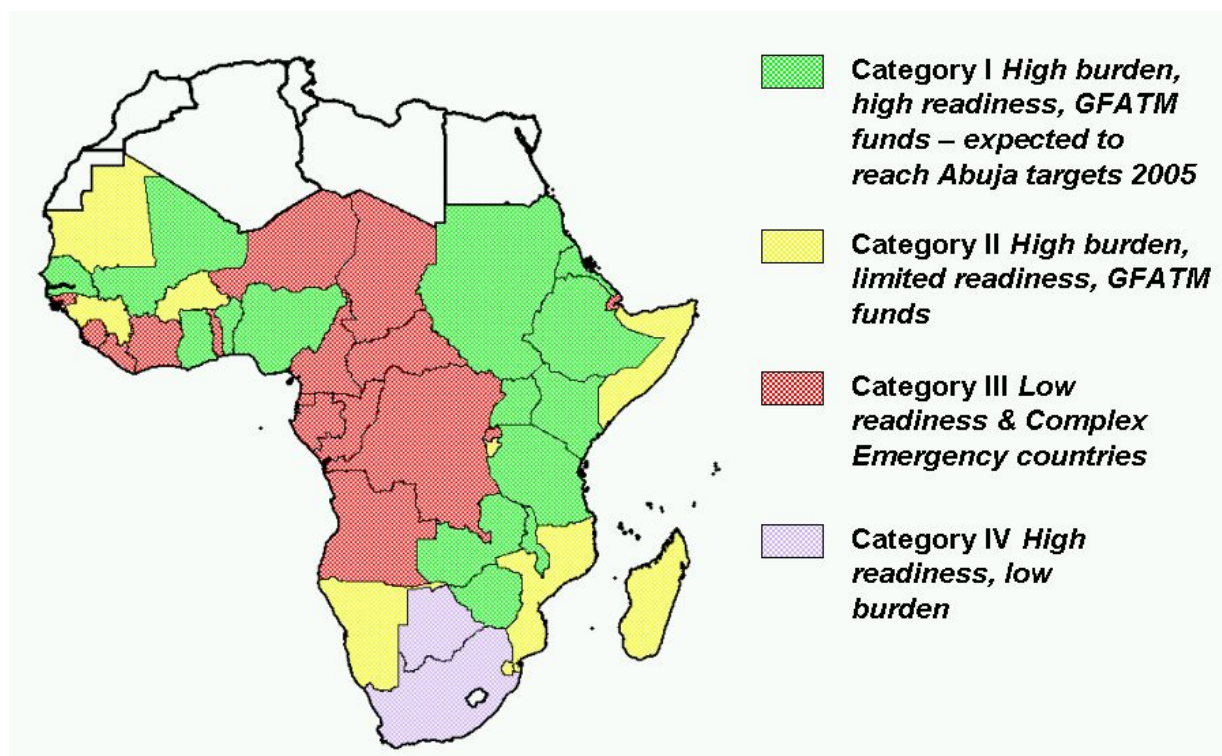 Category I High burden,
high readiness, GFATM
funds – expected to
reach Abuja targets 2005
Category II High burden,
limited readiness, GFATM
funds
Category III Low
readiness & Complex
Emergency countries
Category IV High
readiness, low
burden